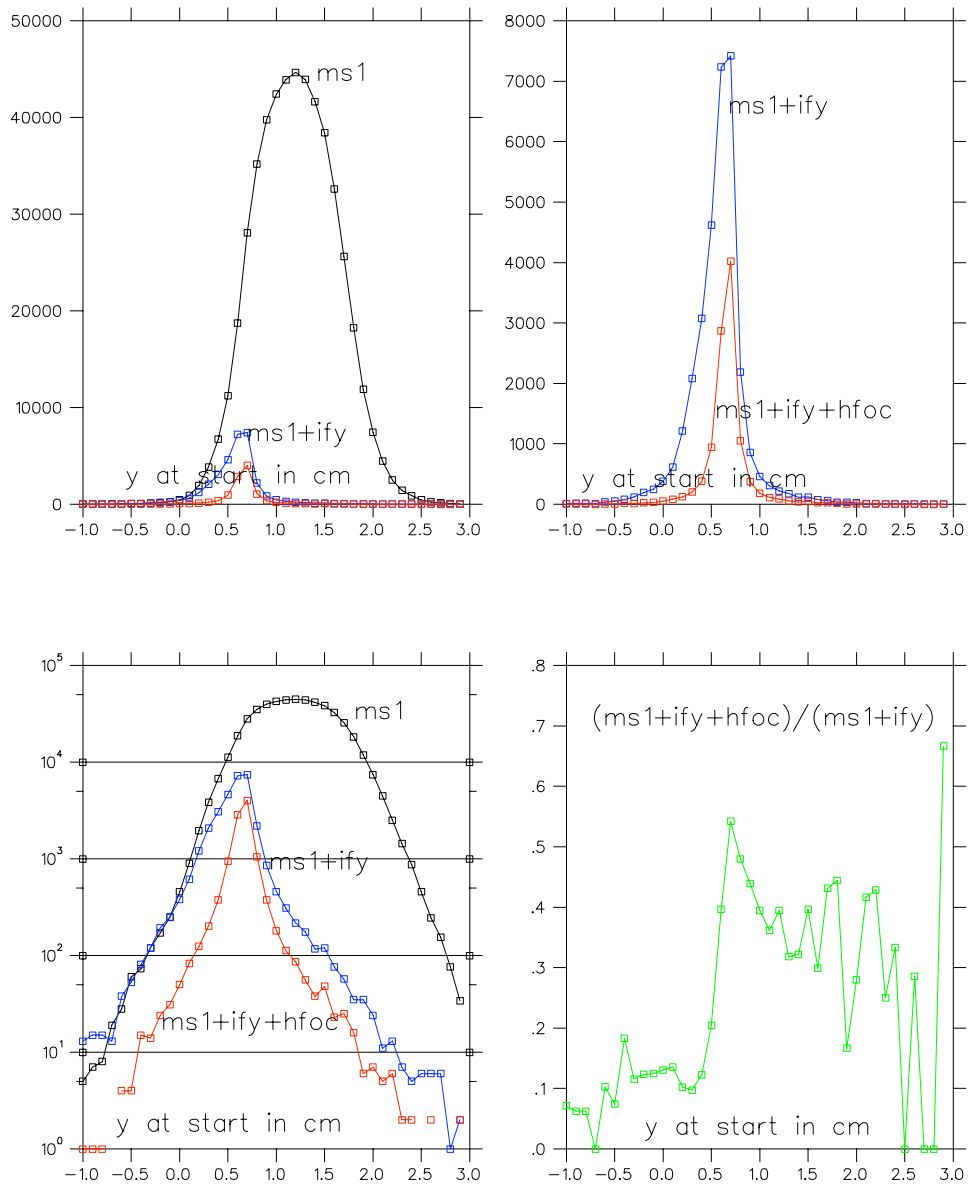 50000
40000
30000
20000
10000
0
ms1
ms1+ify
y at start in cm
-1.0 -0.5 0.0 0.5 1.0 1.5 2.0 2.5 3.0
8000
7000
6000
5000
4000
3000
2000
1000
0
ms1+ify
ms1+ify+hfoc
y at start in cm
-1.0 -0.5 0.0 0.5 1.0 1.5 2.0 2.5 3.0
10^5
10^4
10^3
10^2
10^1
10^0
ms1
ms1+ify
ms1+ify+hfoc
y at start in cm
-1.0 -0.5 0.0 0.5 1.0 1.5 2.0 2.5 3.0
.8
.7
.6
.5
.4
.3
.2
.1
.0
(ms1+ify+hfoc)/(ms1+ify)
y at start in cm
-1.0 -0.5 0.0 0.5 1.0 1.5 2.0 2.5 3.0